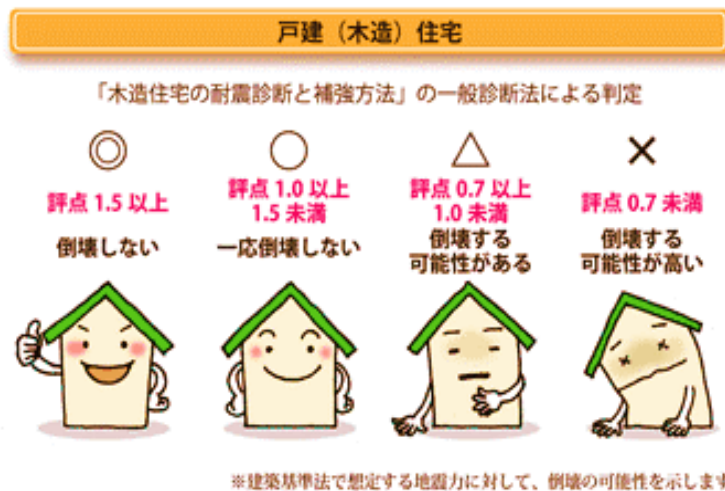 戸建（木造）住宅
「木造住宅の耐震診断と補強方法」の一般診断法による判定
◎ ○ △ ×
評点 1.5 以上
倒壊しない
評点 1.0 以上
1.5 未満
一応倒壊しない
評点 0.7 以上
1.0 未満
倒壊する
可能性がある
評点 0.7 未満
倒壊する
可能性が高い
※建築基準法で想定する地震力に対して、倒壊の可能性を示します